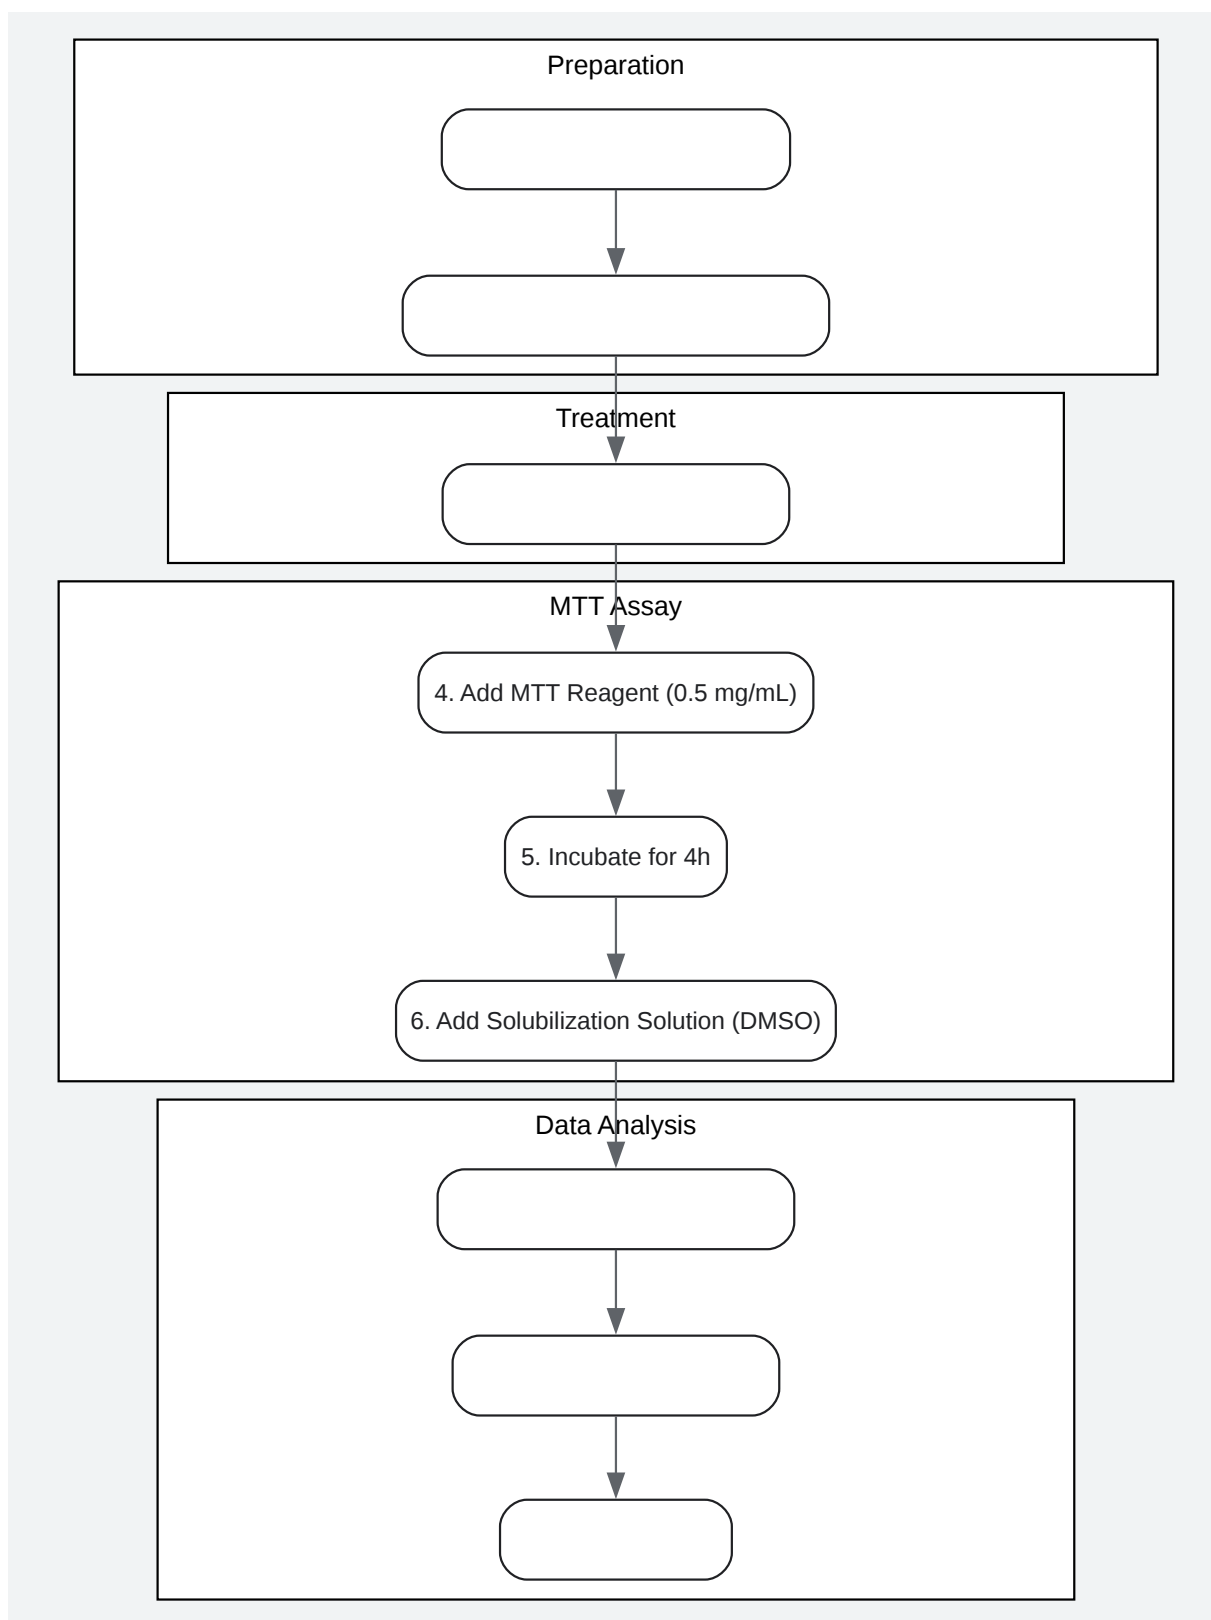 Preparation
Treatment
MTT Assay
4. Add MTT Reagent (0.5 mg/mL)
5. Incubate for 4h
6. Add Solubilization Solution (DMSO)
Data Analysis